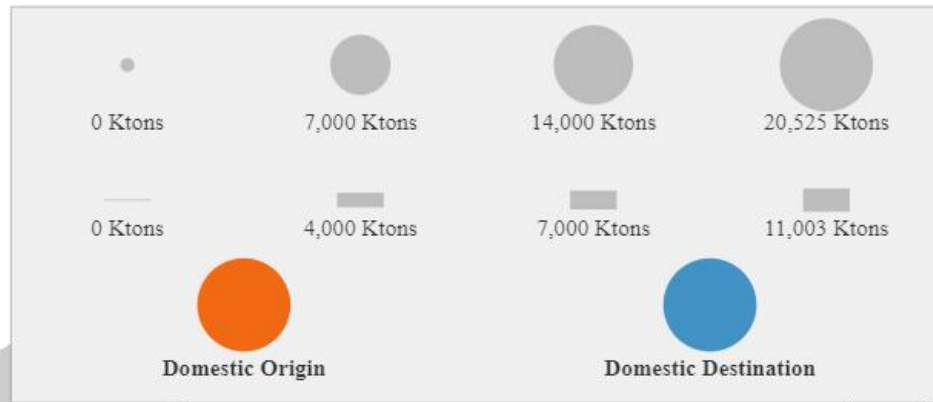 0 Ktons 7,000 Ktons 14,000 Ktons 20,525 Ktons
0 Ktons 4,000 Ktons 7,000 Ktons 11,003 Ktons
Domestic Origin Domestic Destination